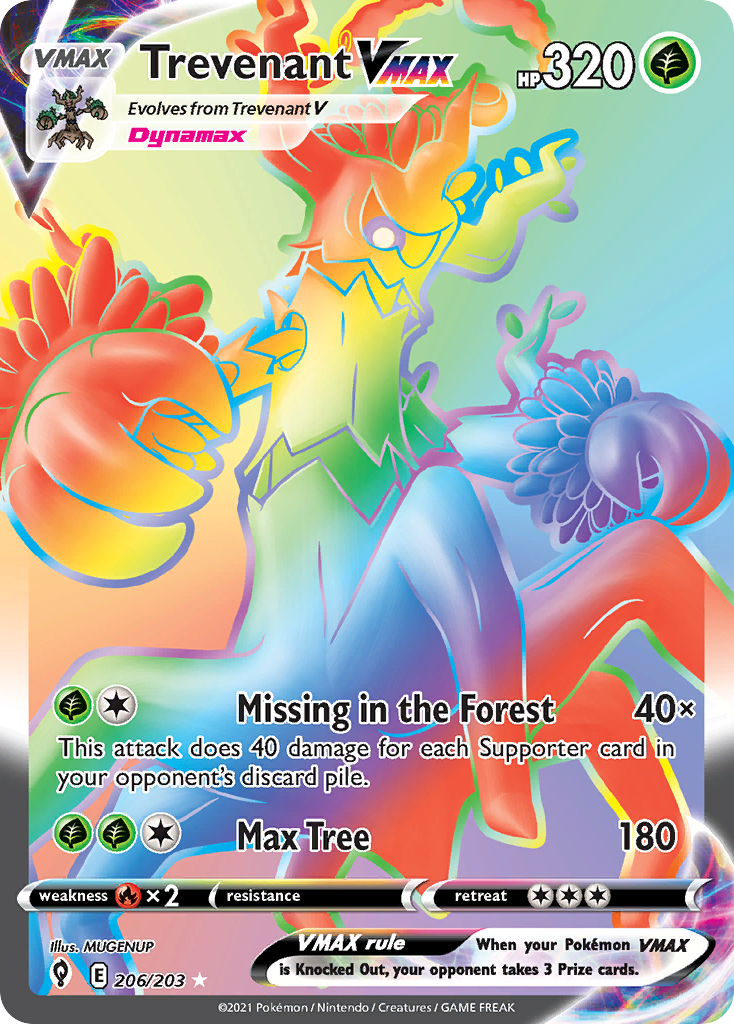 VMAX Trevenant VMAX HP 320
Evolves from Trevenant V
Dynamax
Missing in the Forest 40×
This attack does 40 damage for each Supporter card in
your opponent's discard pile.
Max Tree 180
weakness ×2 resistance retreat
Illus. MUGENUP
VMAX rule When your Pokémon VMAX
is Knocked Out, your opponent takes 3 Prize cards.
E 206/203
©2021 Pokémon / Nintendo / Creatures / GAME FREAK